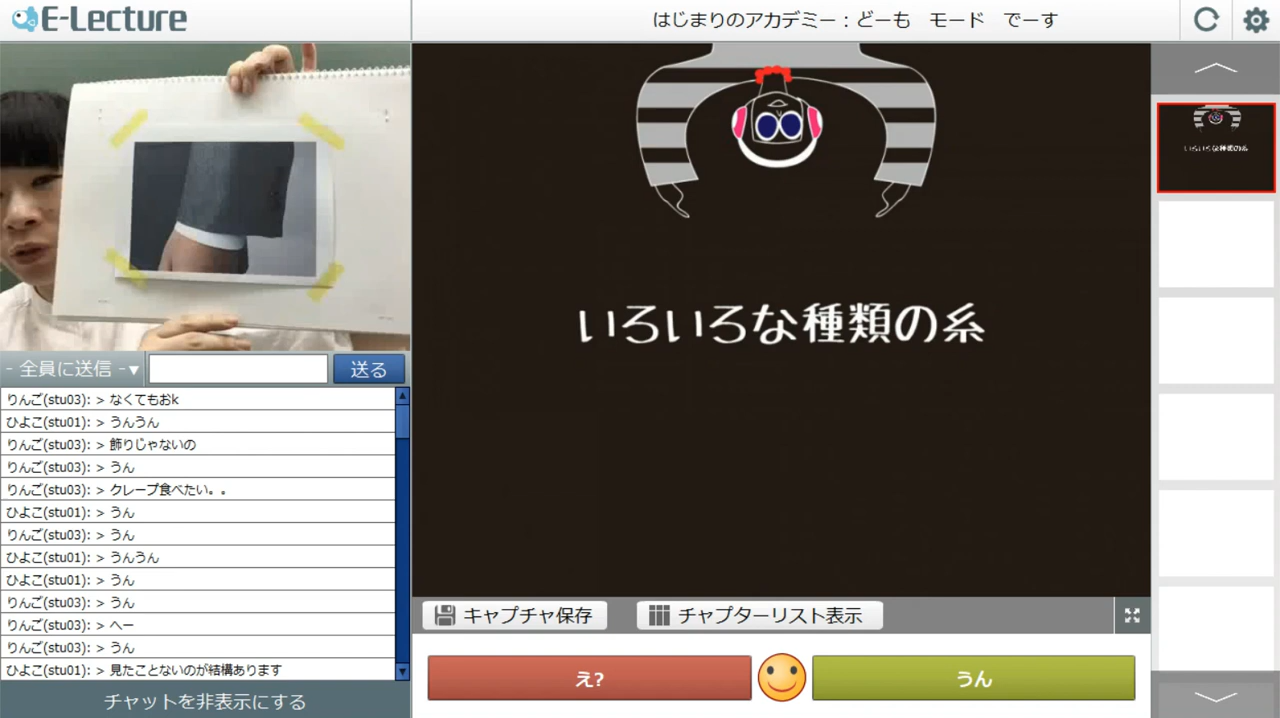 E-Lecture
はじまりのアカデミー：どーも　モード　でーす
- 全員に送信 -▼
送る
りんご(stu03): > なくてもおk
ひよこ(stu01): > うんうん
りんご(stu03): > 飾りじゃないの
りんご(stu03): > うん
りんご(stu03): > クレープ食べたい。。
ひよこ(stu01): > うん
りんご(stu03): > うん
ひよこ(stu01): > うんうん
ひよこ(stu01): > うん
りんご(stu03): > うん
りんご(stu03): > へー
りんご(stu03): > うん
ひよこ(stu01): > 見たことないのが結構あります
チャットを非表示にする
いろいろな種類の糸
キャプチャ保存
チャプターリスト表示
え?
うん
いろいろな種類の糸